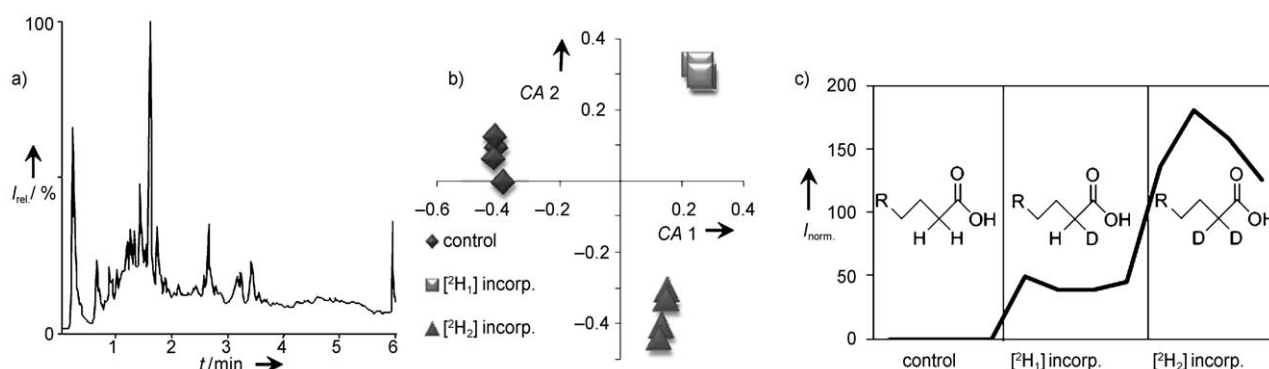 a)
100
I rel. / %
0
1
2
3
4
5
6
t / min
b)
CA 2
0.4
0.2
−0.6
−0.4
−0.2
0.2
0.4
CA 1
−0.2
−0.4
control
[²H₁] incorp.
[²H₂] incorp.
c)
200
150
100
50
0
I norm.
R
O
OH
H
H
R
O
OH
H
D
R
O
OH
D
D
control
[²H₁] incorp.
[²H₂] incorp.